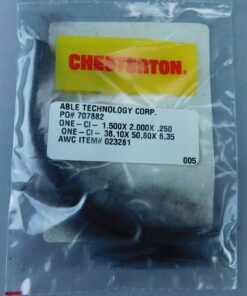 CHESTERTON.
ABLE TECHNOLOGY CORP.
PO# 707882
ONE-CI- 1.500X 2.000X .250
ONE-CI- 38,10X 50,80X 6,35
AWC ITEM# 023281
005